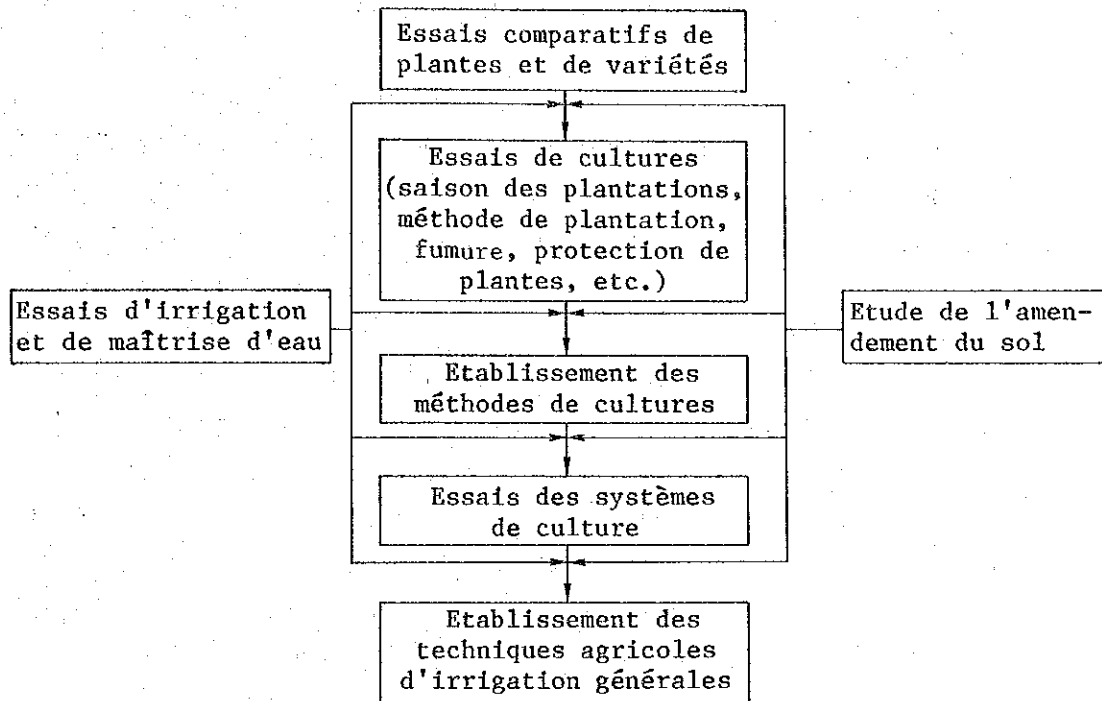 Essais comparatifs de
plantes et de variétés
Essais de cultures
(saison des plantations,
méthode de plantation,
fumure, protection de
plantes, etc.)
Essais d'irrigation
et de maîtrise d'eau
Etude de l'amen-
dement du sol
Etablissement des
méthodes de cultures
Essais des systèmes
de culture
Etablissement des
techniques agricoles
d'irrigation générales